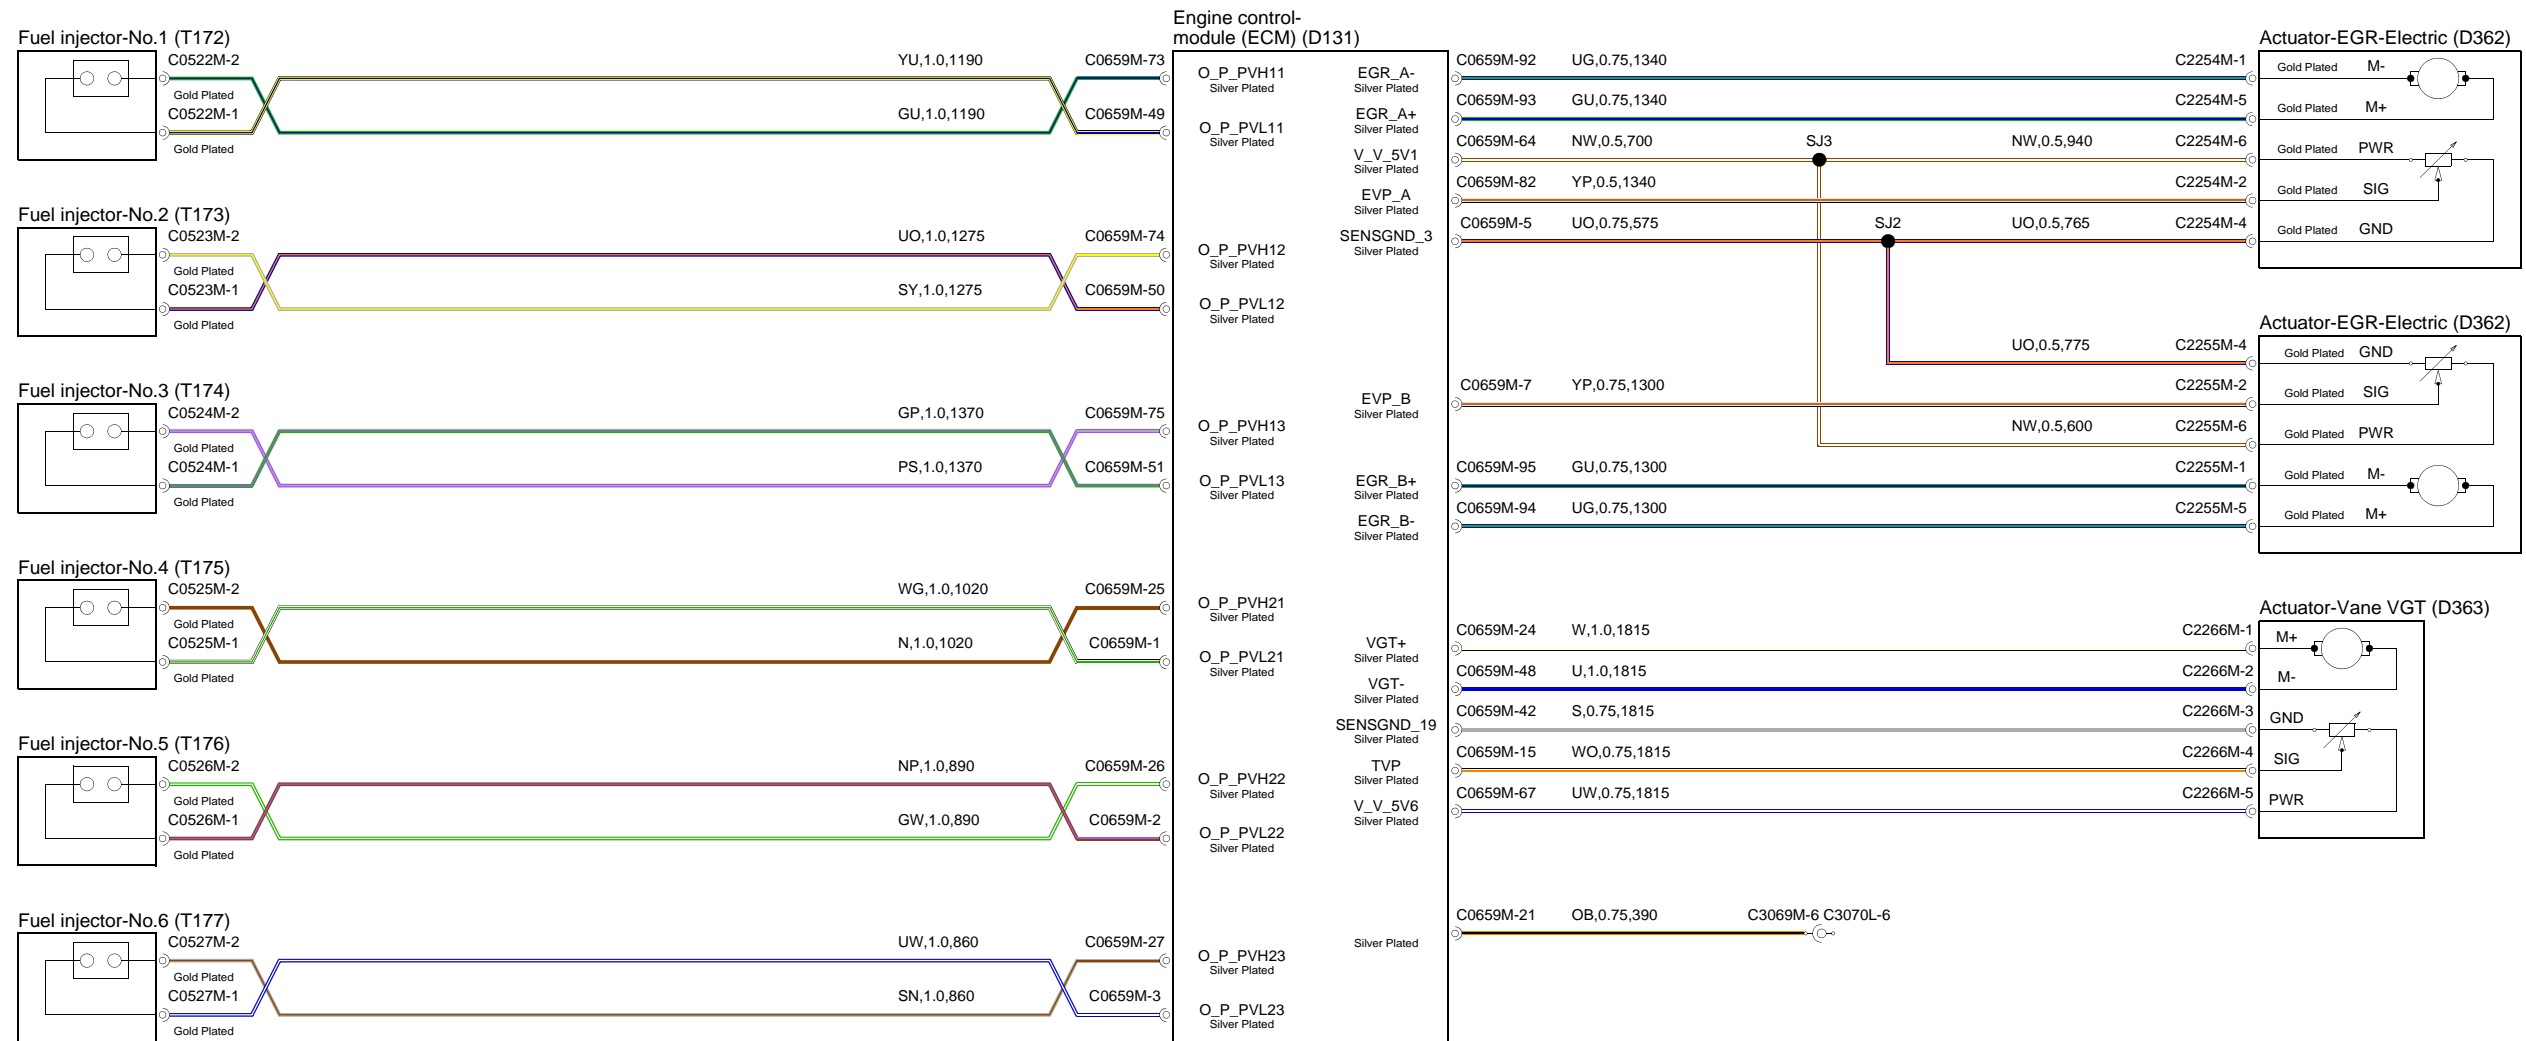 Fuel injector-No.1 (T172)
C0522M-2
Gold Plated
C0522M-1
Gold Plated
YU,1.0,1190
GU,1.0,1190
C0659M-73
C0659M-49
Fuel injector-No.2 (T173)
C0523M-2
Gold Plated
C0523M-1
Gold Plated
UO,1.0,1275
SY,1.0,1275
C0659M-74
C0659M-50
Fuel injector-No.3 (T174)
C0524M-2
Gold Plated
C0524M-1
Gold Plated
GP,1.0,1370
PS,1.0,1370
C0659M-75
C0659M-51
Fuel injector-No.4 (T175)
C0525M-2
Gold Plated
C0525M-1
Gold Plated
WG,1.0,1020
N,1.0,1020
C0659M-25
C0659M-1
Fuel injector-No.5 (T176)
C0526M-2
Gold Plated
C0526M-1
Gold Plated
NP,1.0,890
GW,1.0,890
C0659M-26
C0659M-2
Fuel injector-No.6 (T177)
C0527M-2
Gold Plated
C0527M-1
Gold Plated
UW,1.0,860
SN,1.0,860
C0659M-27
C0659M-3
Engine control-
module (ECM) (D131)
O_P_PVH11
Silver Plated
O_P_PVL11
Silver Plated
O_P_PVH12
Silver Plated
O_P_PVL12
Silver Plated
O_P_PVH13
Silver Plated
O_P_PVL13
Silver Plated
O_P_PVH21
Silver Plated
O_P_PVL21
Silver Plated
O_P_PVH22
Silver Plated
O_P_PVL22
Silver Plated
O_P_PVH23
Silver Plated
O_P_PVL23
Silver Plated
EGR_A-
Silver Plated
EGR_A+
Silver Plated
V_V_5V1
Silver Plated
EVP_A
Silver Plated
SENSGND_3
Silver Plated
EVP_B
Silver Plated
EGR_B+
Silver Plated
EGR_B-
Silver Plated
VGT+
Silver Plated
VGT-
Silver Plated
SENSGND_19
Silver Plated
TVP
Silver Plated
V_V_5V6
Silver Plated
Silver Plated
C0659M-92 UG,0.75,1340 C2254M-1
C0659M-93 GU,0.75,1340 C2254M-5
C0659M-64 NW,0.5,700 SJ3 NW,0.5,940 C2254M-6
C0659M-82 YP,0.5,1340 C2254M-2
C0659M-5 UO,0.75,575 SJ2 UO,0.5,765 C2254M-4
UO,0.5,775 C2255M-4
C0659M-7 YP,0.75,1300 C2255M-2
NW,0.5,600 C2255M-6
C0659M-95 GU,0.75,1300 C2255M-1
C0659M-94 UG,0.75,1300 C2255M-5
C0659M-24 W,1.0,1815 C2266M-1
C0659M-48 U,1.0,1815 C2266M-2
C0659M-42 S,0.75,1815 C2266M-3
C0659M-15 WO,0.75,1815 C2266M-4
C0659M-67 UW,0.75,1815 C2266M-5
C0659M-21 OB,0.75,390 C3069M-6 C3070L-6
Actuator-EGR-Electric (D362)
Gold Plated M-
Gold Plated M+
Gold Plated PWR
Gold Plated SIG
Gold Plated GND
Actuator-EGR-Electric (D362)
Gold Plated GND
Gold Plated SIG
Gold Plated PWR
Gold Plated M-
Gold Plated M+
Actuator-Vane VGT (D363)
M+
M-
GND
SIG
PWR